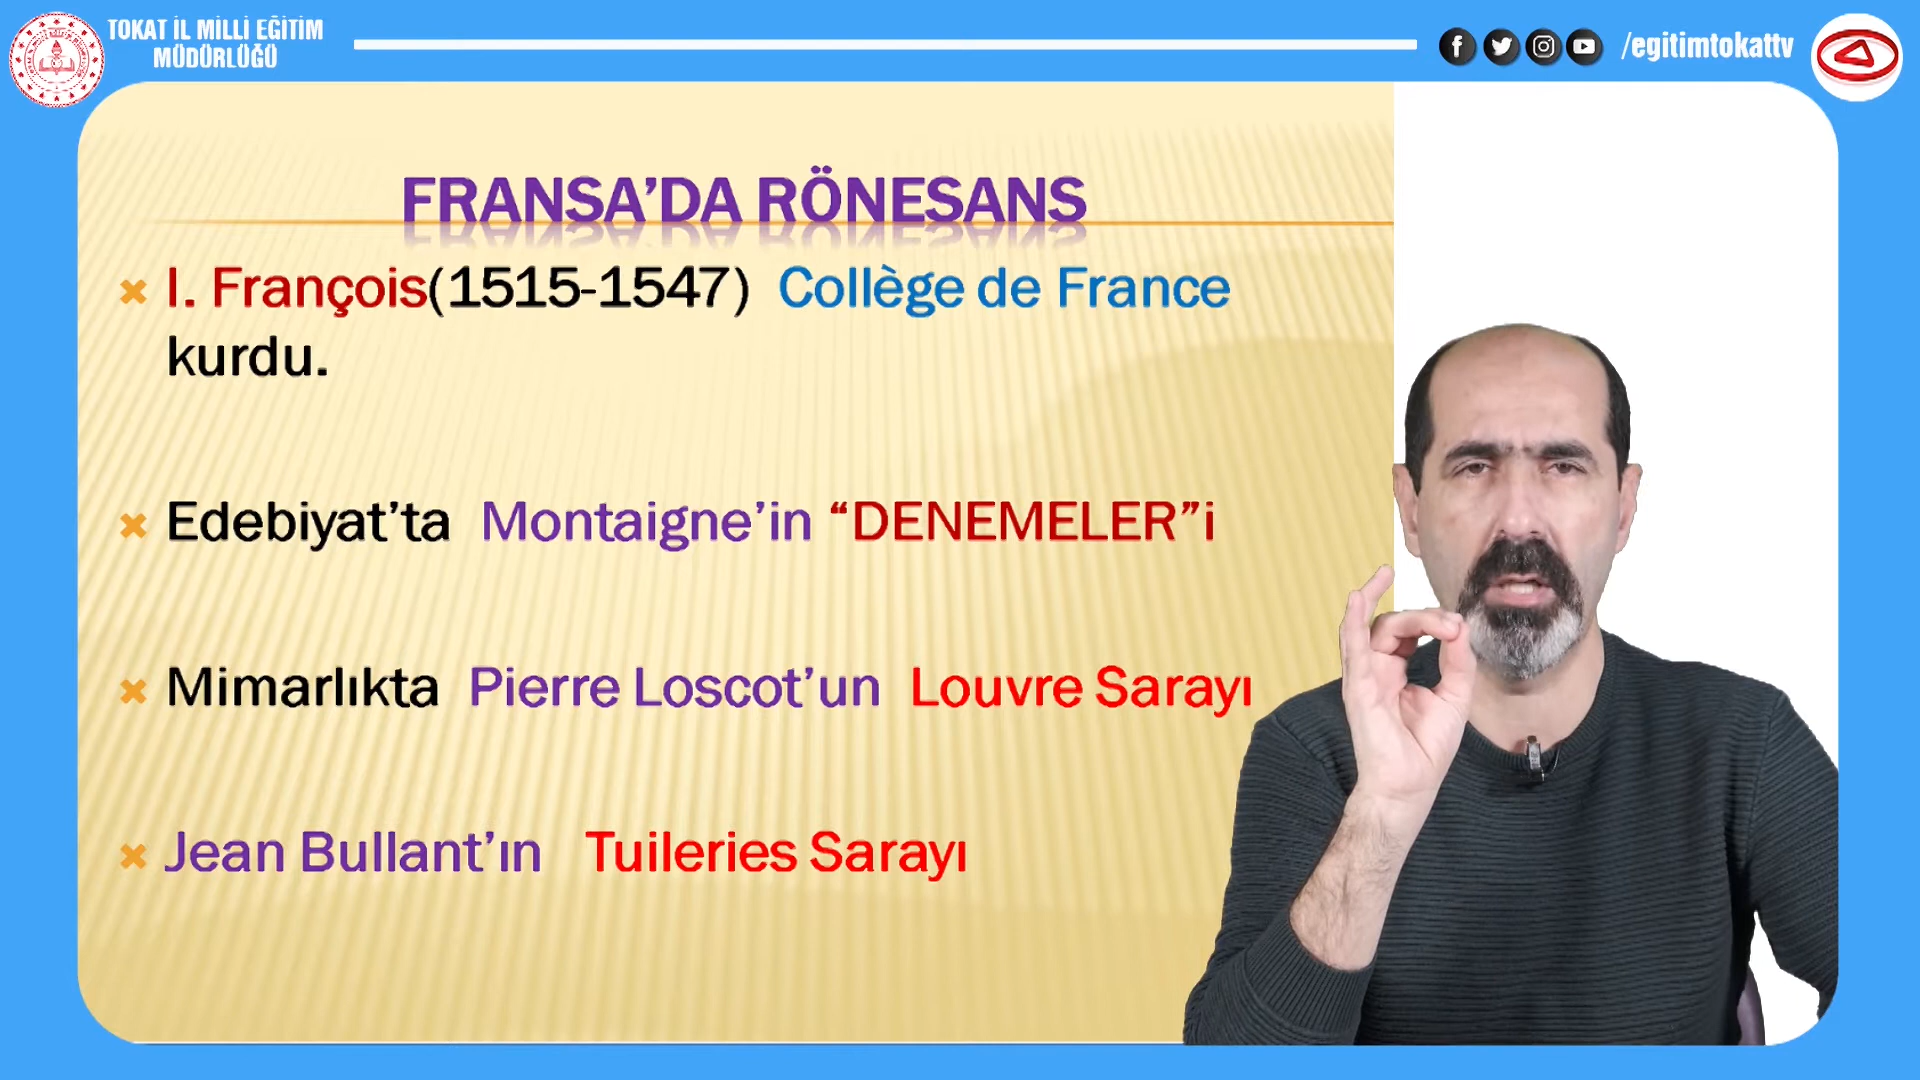 TOKAT İL MİLLİ EĞİTİM
MÜDÜRLÜĞÜ
/egitimtokattv
FRANSA’DA RÖNESANS
I. François(1515-1547) Collège de France
kurdu.
Edebiyat’ta Montaigne’in “DENEMELER”i
Mimarlıkta Pierre Loscot’un Louvre Sarayı
Jean Bullant’ın Tuileries Sarayı